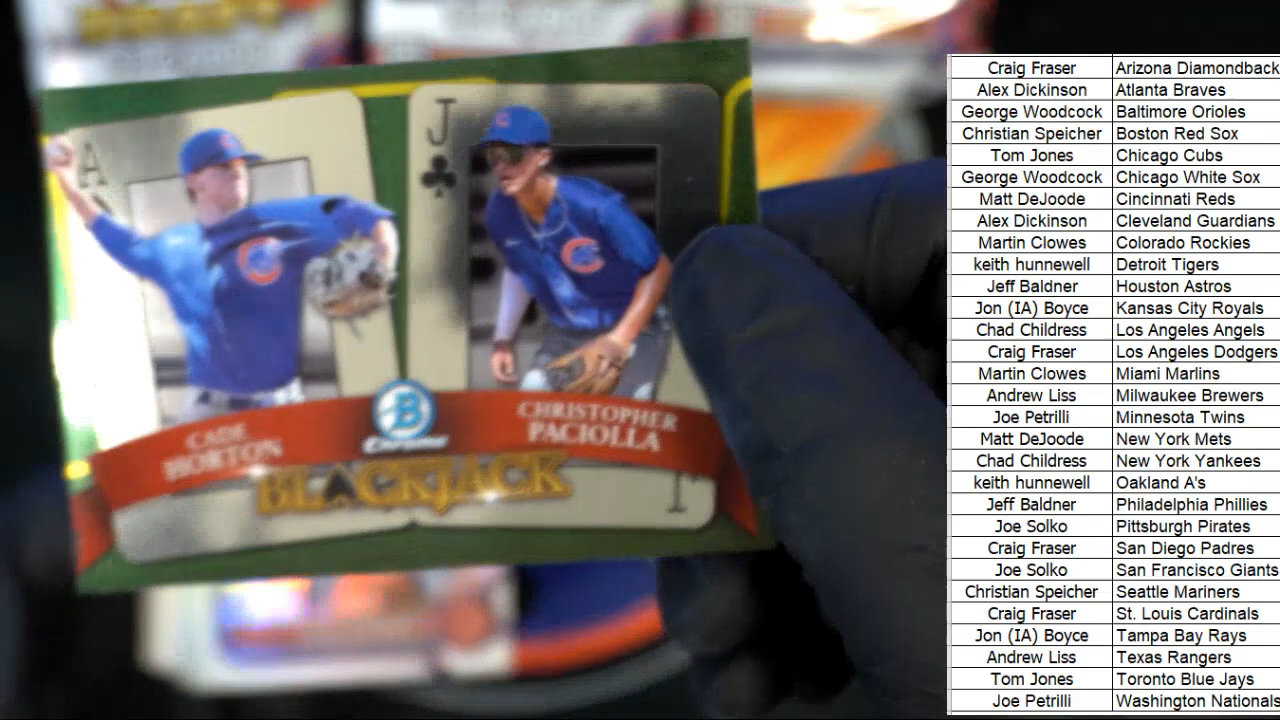 A
J
CADE
HORTON
B
Chrome
CHRISTOPHER
PACIOLLA
BLACKJACK
J
Craig Fraser Arizona Diamondback
Alex Dickinson Atlanta Braves
George Woodcock Baltimore Orioles
Christian Speicher Boston Red Sox
Tom Jones Chicago Cubs
George Woodcock Chicago White Sox
Matt DeJoode Cincinnati Reds
Alex Dickinson Cleveland Guardians
Martin Clowes Colorado Rockies
keith hunnewell Detroit Tigers
Jeff Baldner Houston Astros
Jon (IA) Boyce Kansas City Royals
Chad Childress Los Angeles Angels
Craig Fraser Los Angeles Dodgers
Martin Clowes Miami Marlins
Andrew Liss Milwaukee Brewers
Joe Petrilli Minnesota Twins
Matt DeJoode New York Mets
Chad Childress New York Yankees
keith hunnewell Oakland A's
Jeff Baldner Philadelphia Phillies
Joe Solko Pittsburgh Pirates
Craig Fraser San Diego Padres
Joe Solko San Francisco Giants
Christian Speicher Seattle Mariners
Craig Fraser St. Louis Cardinals
Jon (IA) Boyce Tampa Bay Rays
Andrew Liss Texas Rangers
Tom Jones Toronto Blue Jays
Joe Petrilli Washington Nationals